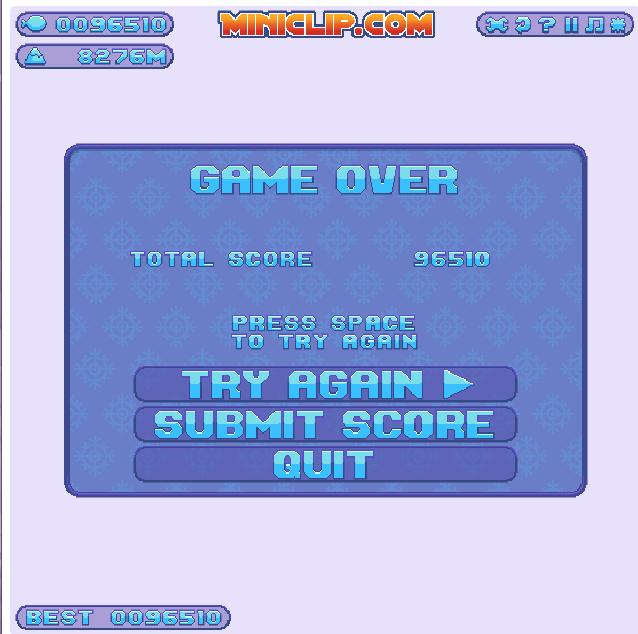 0096510
MINICLIP.COM
?
8276M
GAME OVER
TOTAL SCORE 96510
PRESS SPACE
TO TRY AGAIN
TRY AGAIN
SUBMIT SCORE
QUIT
BEST 0096510